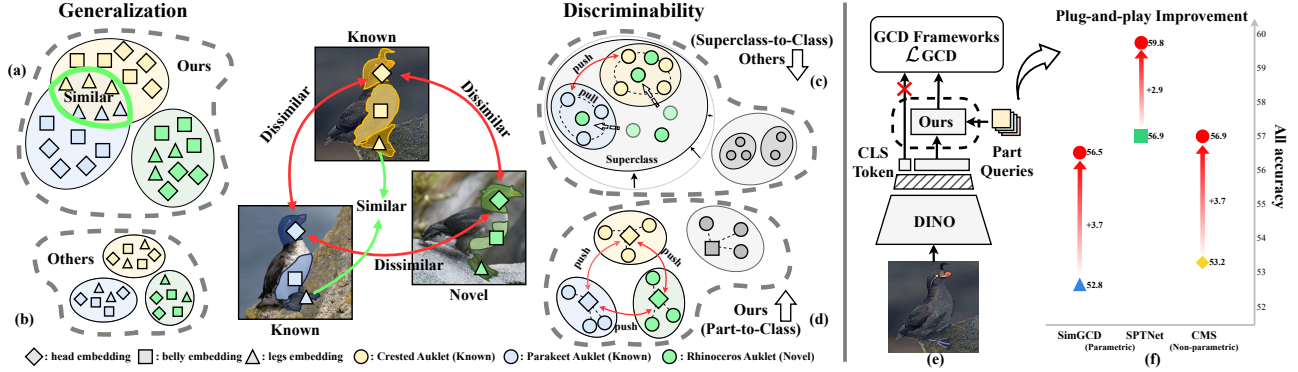 Generalization
(a)
Ours
Similar
Others
(b)
Known
Dissimilar
Dissimilar
Similar
Dissimilar
Known
Novel
Discriminability
(Superclass-to-Class)
Others
(c)
push
pull
Superclass
push
push
push
Ours
(Part-to-Class)
(d)
: head embedding
: belly embedding
: legs embedding
: Crested Auklet (Known)
: Parakeet Auklet (Known)
: Rhinoceros Auklet (Novel)
GCD Frameworks
ℒGCD
Ours
CLS
Token
Part
Queries
DINO
(e)
Plug-and-play Improvement
59.8
+2.9
56.9
56.5
+3.7
52.8
56.9
+3.7
53.2
60
59
58
57
56
55
54
53
52
All accuracy
SimGCD
(Parametric)
SPTNet
CMS
(Non-parametric)
(f)